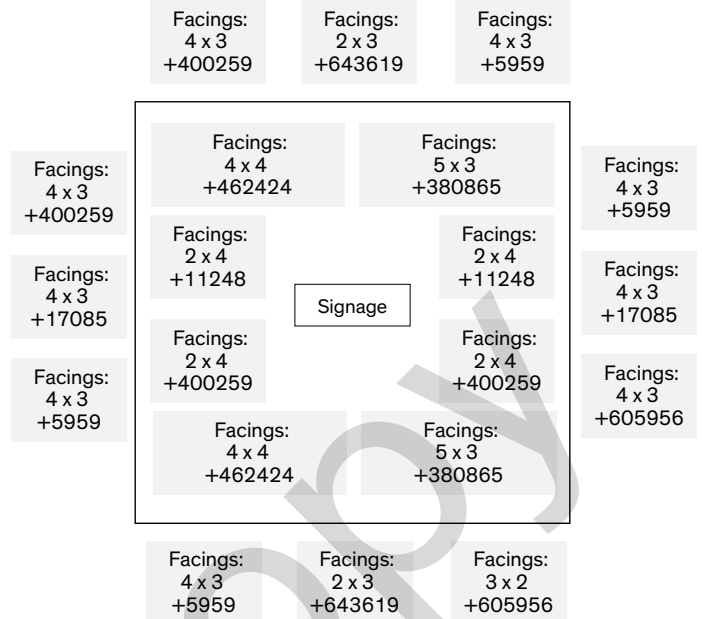 Facings:
4 x 3
+400259
Facings:
2 x 3
+643619
Facings:
4 x 3
+5959
Facings:
4 x 4
+462424
Facings:
5 x 3
+380865
Facings:
4 x 3
+400259
Facings:
4 x 3
+5959
Facings:
2 x 4
+11248
Facings:
2 x 4
+11248
Facings:
4 x 3
+17085
Signage
Facings:
4 x 3
+17085
Facings:
2 x 4
+400259
Facings:
2 x 4
+400259
Facings:
4 x 3
+5959
Facings:
4 x 3
+605956
Facings:
4 x 4
+462424
Facings:
5 x 3
+380865
Facings:
4 x 3
+5959
Facings:
2 x 3
+643619
Facings:
3 x 2
+605956